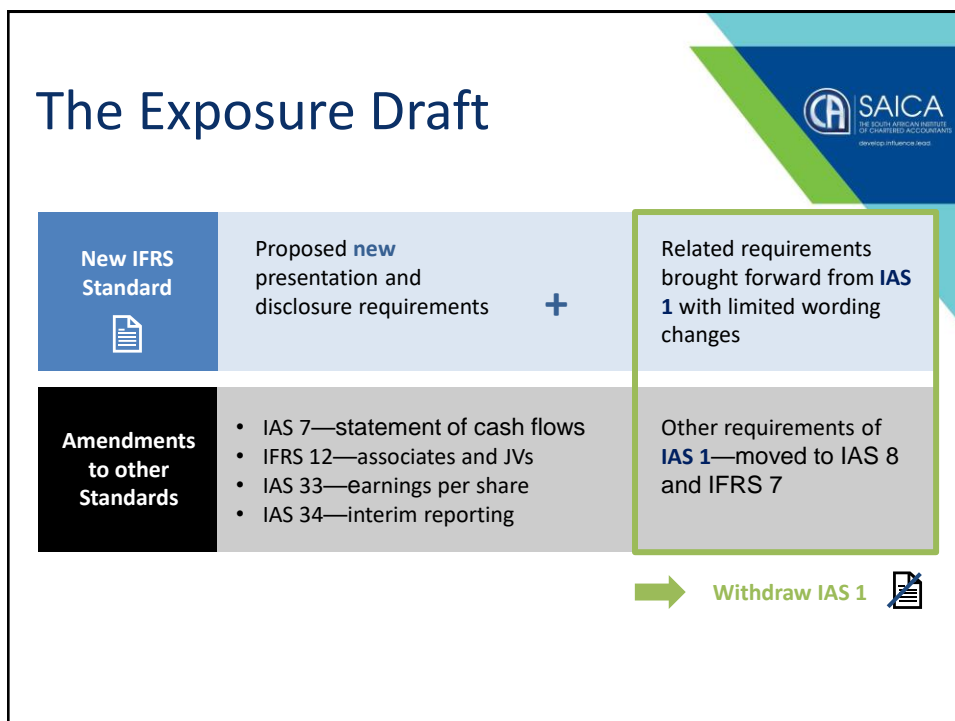 The Exposure Draft
SAICA
THE SOUTH AFRICAN INSTITUTE
OF CHARTERED ACCOUNTANTS
develop.influence.lead.
New IFRS
Standard
Proposed new
presentation and
disclosure requirements
+
Related requirements
brought forward from IAS
1 with limited wording
changes
Amendments
to other
Standards
• IAS 7—statement of cash flows
• IFRS 12—associates and JVs
• IAS 33—earnings per share
• IAS 34—interim reporting
Other requirements of
IAS 1—moved to IAS 8
and IFRS 7
Withdraw IAS 1